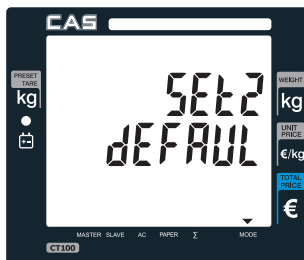 CAS
PRESET
TARE
kg
WEIGHT
kg
SEt2
UNIT
PRICE
€/kg
dEFAUL
TOTAL
PRICE
€
MASTER SLAVE AC PAPER Σ MODE
CT100